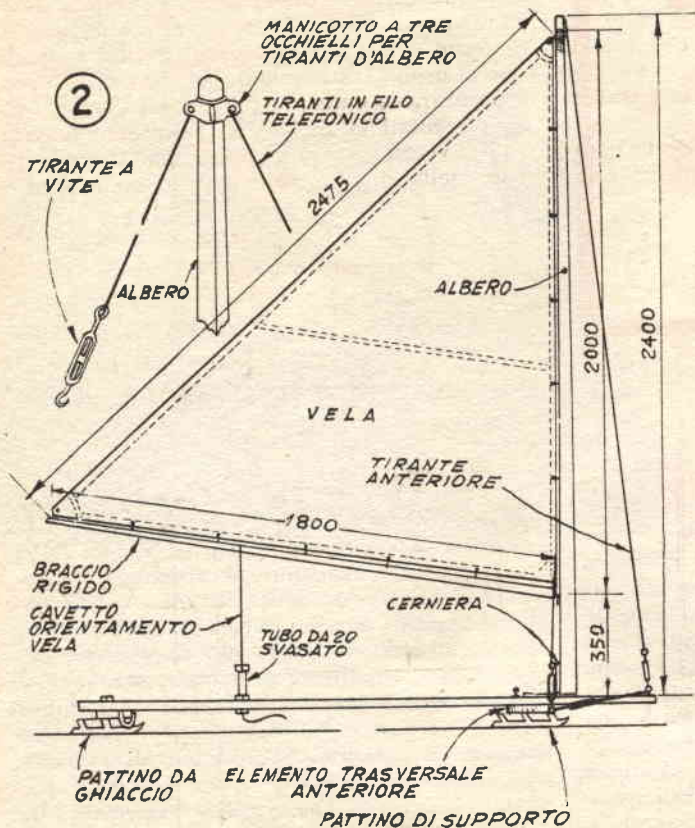 2
MANICOTTO A TRE
OCCHIELLI PER
TIRANTI D'ALBERO
TIRANTI IN FILO
TELEFONICO
TIRANTE A
VITE
ALBERO
2475
ALBERO
2000
2400
VELA
TIRANTE
ANTERIORE
1800
BRACCIO
RIGIDO
CAVETTO
ORIENTAMENTO
VELA
TUBO DA 20
SVASATO
CERNIERA
350
PATTINO DA
GHIACCIO
ELEMENTO TRASVERSALE
ANTERIORE
PATTINO DI SUPPORTO